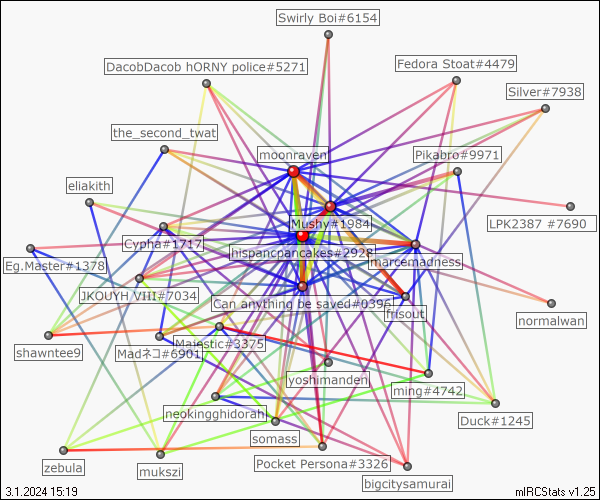 Swirly Boi#6154
DacobDacob hORNY police#5271
Fedora Stoat#4479
Silver#7938
the_second_twat
moonraven
Pikabro#9971
eliakith
LPK2387 #7690
Mushy#1984
Cypha#1717
hispancpancakes#2928
marcemadness
Eg.Master#1378
JKOUYH VIII#7034
Can anything be saved#0396
frisout
normalwan
shawntee9
Madネコ#6901
Majestic#3375
yoshimanden
ming#4742
neokingghidorah
Duck#1245
somass
zebula
mukszi
Pocket Persona#3326
bigcitysamurai
3.1.2024 15:19
mIRCStats v1.25